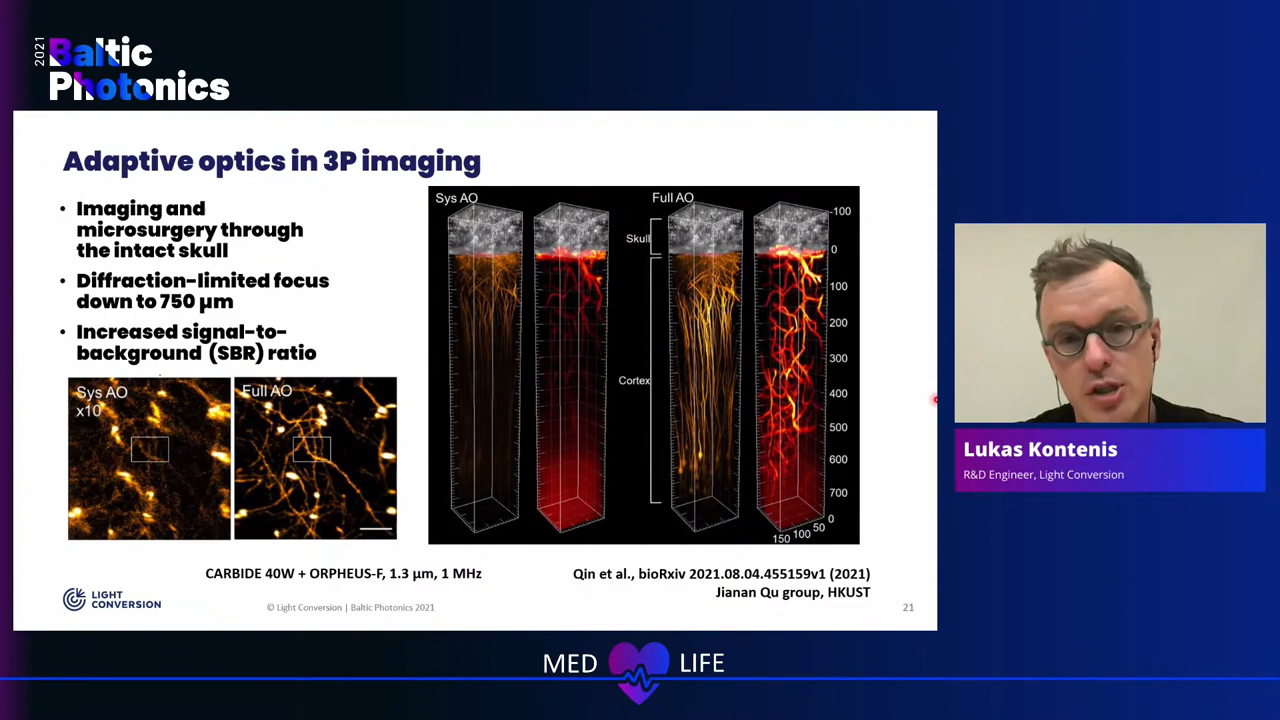 2021
Baltic
Photonics
Adaptive optics in 3P imaging
• Imaging and
microsurgery through
the intact skull
• Diffraction-limited focus
down to 750 µm
• Increased signal-to-
background (SBR) ratio
Sys AO
x10
Full AO
Sys AO
Full AO
Skull
Cortex
-100
0
100
200
300
400
500
600
700
0
50
100
150
CARBIDE 40W + ORPHEUS-F, 1.3 µm, 1 MHz
Qin et al., bioRxiv 2021.08.04.455159v1 (2021)
Jianan Qu group, HKUST
LIGHT
CONVERSION
© Light Conversion | Baltic Photonics 2021
21
Lukas Kontenis
R&D Engineer, Light Conversion
MED LIFE